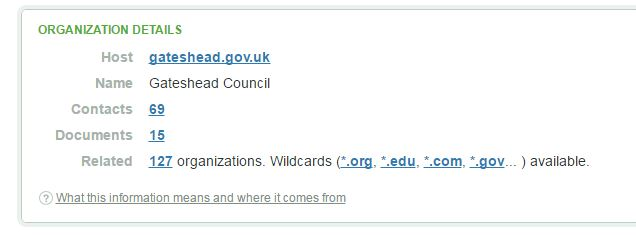 ORGANIZATION DETAILS
Host gateshead.gov.uk
Name Gateshead Council
Contacts 69
Documents 15
Related 127 organizations. Wildcards (*.org, *.edu, *.com, *.gov... ) available.
? What this information means and where it comes from